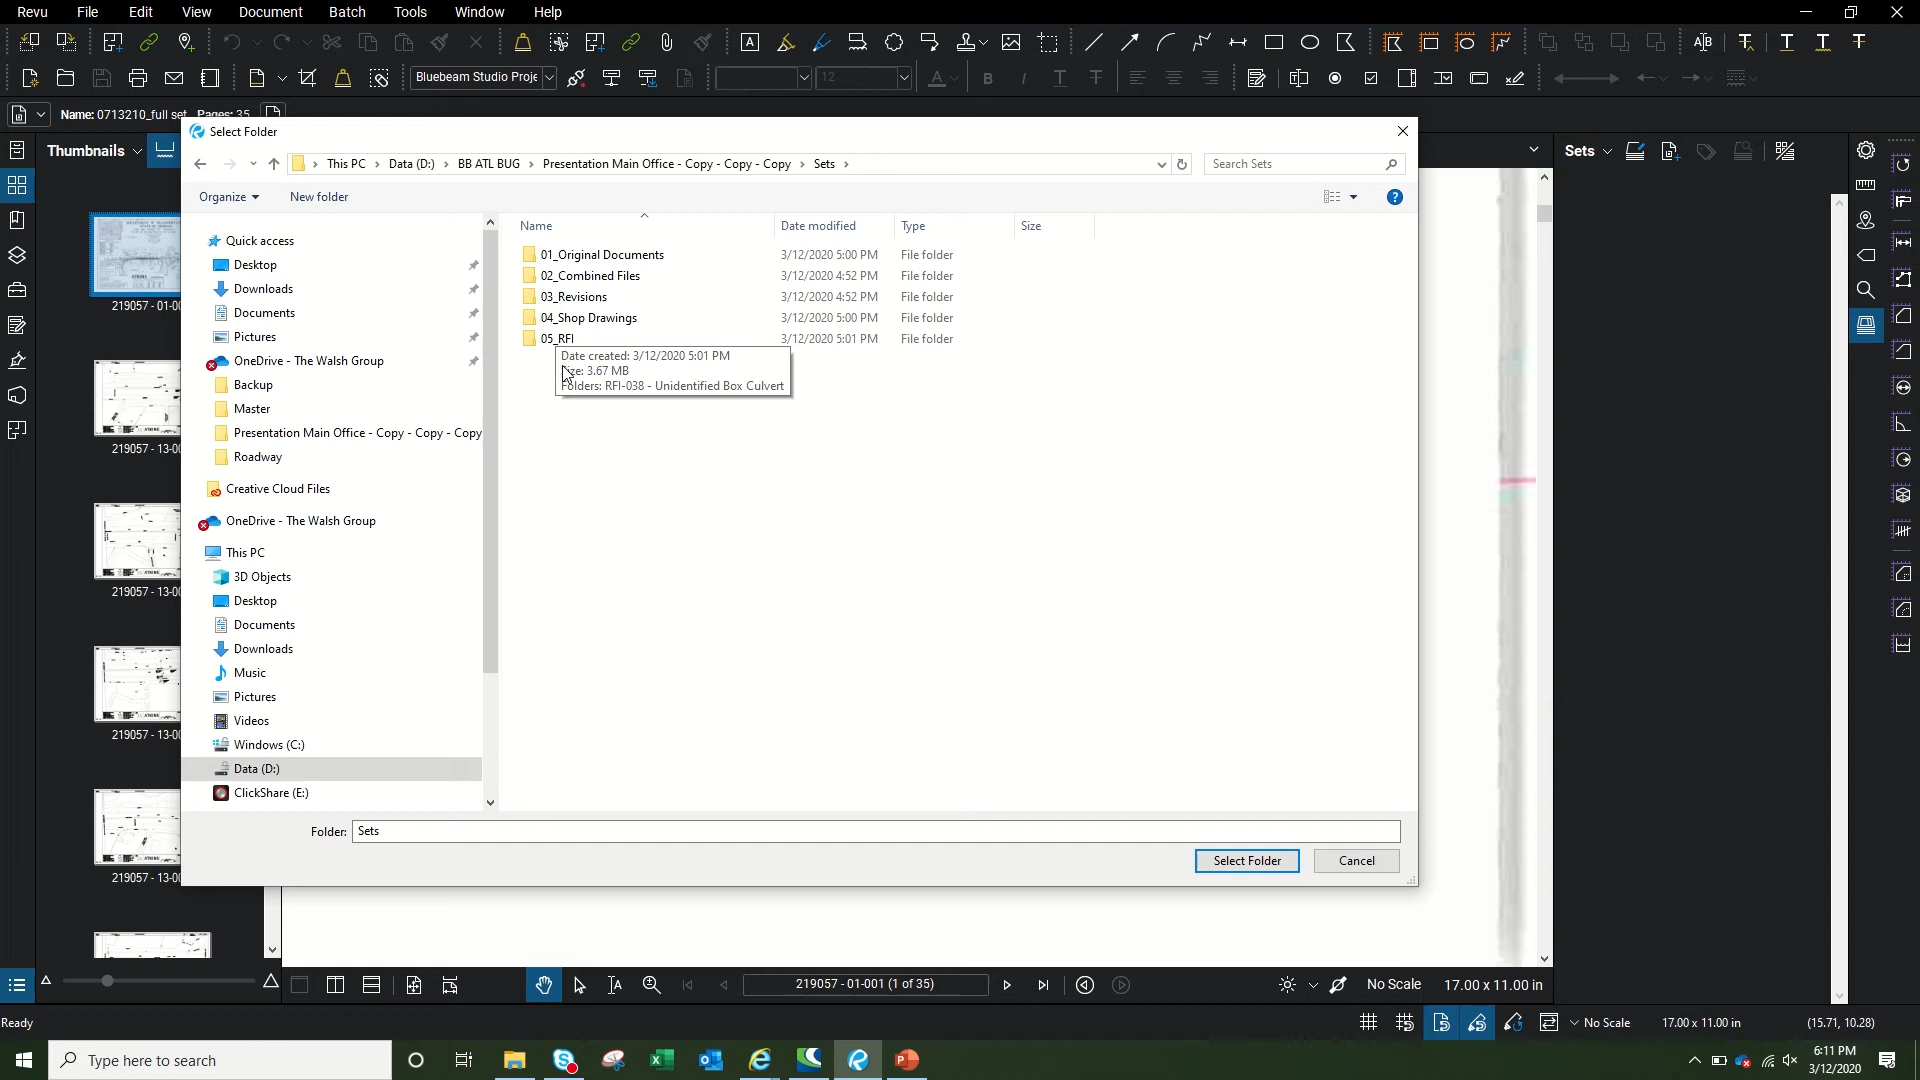 Revu File Edit View Document Batch Tools Window Help
Bluebeam Studio Proje 12
Name: 0713210_full set Pages: 35
Select Folder
Thumbnails
This PC > Data (D:) > BB ATL BUG > Presentation Main Office - Copy - Copy - Copy > Sets >
Search Sets
Sets
Organize New folder
Name Date modified Type Size
Quick access
Desktop
Downloads
Documents
Pictures
OneDrive - The Walsh Group
Backup
Master
Presentation Main Office - Copy - Copy - Copy
Roadway
Creative Cloud Files
OneDrive - The Walsh Group
This PC
3D Objects
Desktop
Documents
Downloads
Music
Pictures
Videos
Windows (C:)
Data (D:)
ClickShare (E:)
01_Original Documents 3/12/2020 5:00 PM File folder
02_Combined Files 3/12/2020 4:52 PM File folder
03_Revisions 3/12/2020 4:52 PM File folder
04_Shop Drawings 3/12/2020 5:00 PM File folder
05_RFI 3/12/2020 5:01 PM File folder
Date created: 3/12/2020 5:01 PM
Size: 3.67 MB
Folders: RFI-038 - Unidentified Box Culvert
219057 - 01-00
219057 - 13-00
219057 - 13-00
219057 - 13-00
219057 - 13-00
Folder: Sets
Select Folder Cancel
219057 - 01-001 (1 of 35)
No Scale 17.00 x 11.00 in
Ready
No Scale 17.00 x 11.00 in (15.71, 10.28)
Type here to search
6:11 PM
3/12/2020